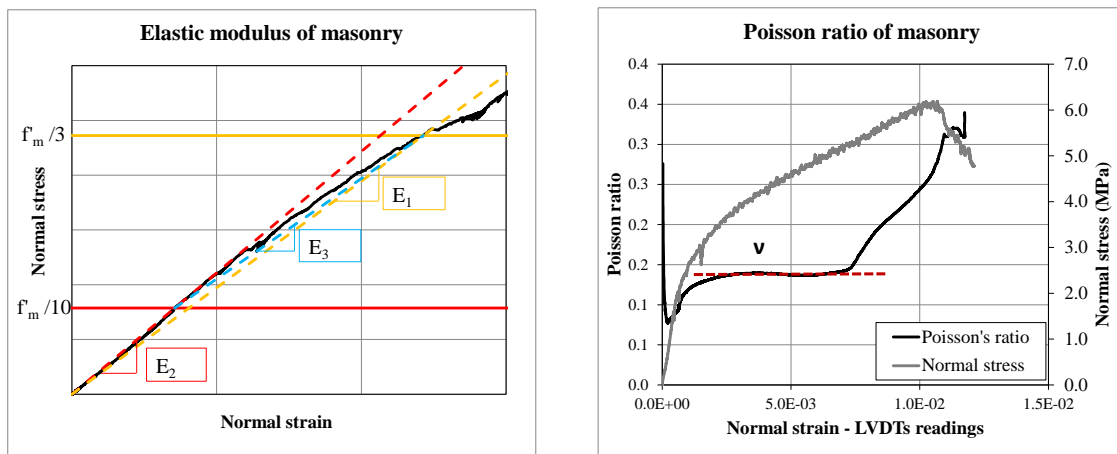 Elastic modulus of masonry
Normal stress
f'm /3
f'm /10
E1
E3
E2
Normal strain
Poisson ratio of masonry
Poisson ratio
0.4
0.4
0.3
0.3
0.2
0.2
0.1
0.1
0.0
ν
Poisson's ratio
Normal stress
7.0
6.0
5.0
4.0
3.0
2.0
1.0
0.0
Normal stress (MPa)
0.0E+00 5.0E-03 1.0E-02 1.5E-02
Normal strain - LVDTs readings